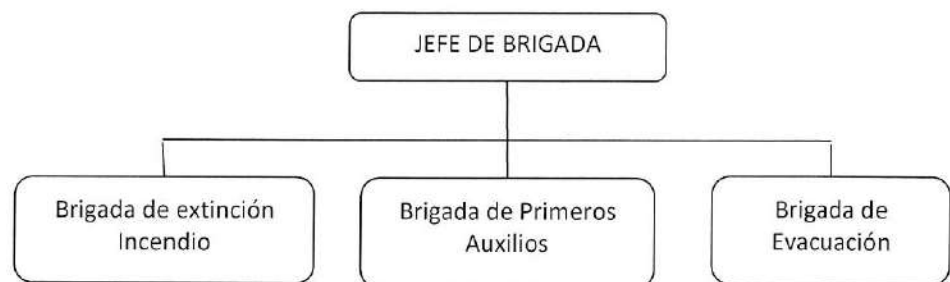 JEFE DE BRIGADA
Brigada de extinción
Incendio
Brigada de Primeros
Auxilios
Brigada de
Evacuación